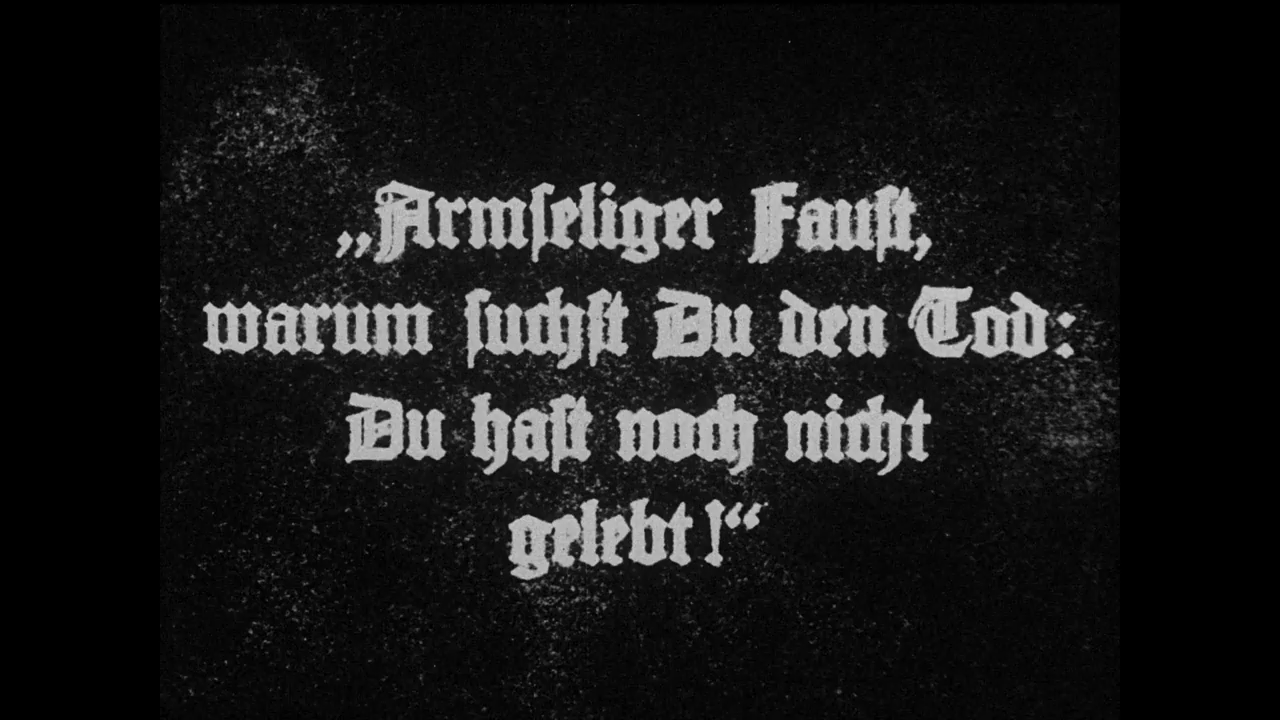 „Armſeliger Fauſt,
warum ſuchſt Du den Tod:
Du haſt noch nicht
gelebt!“